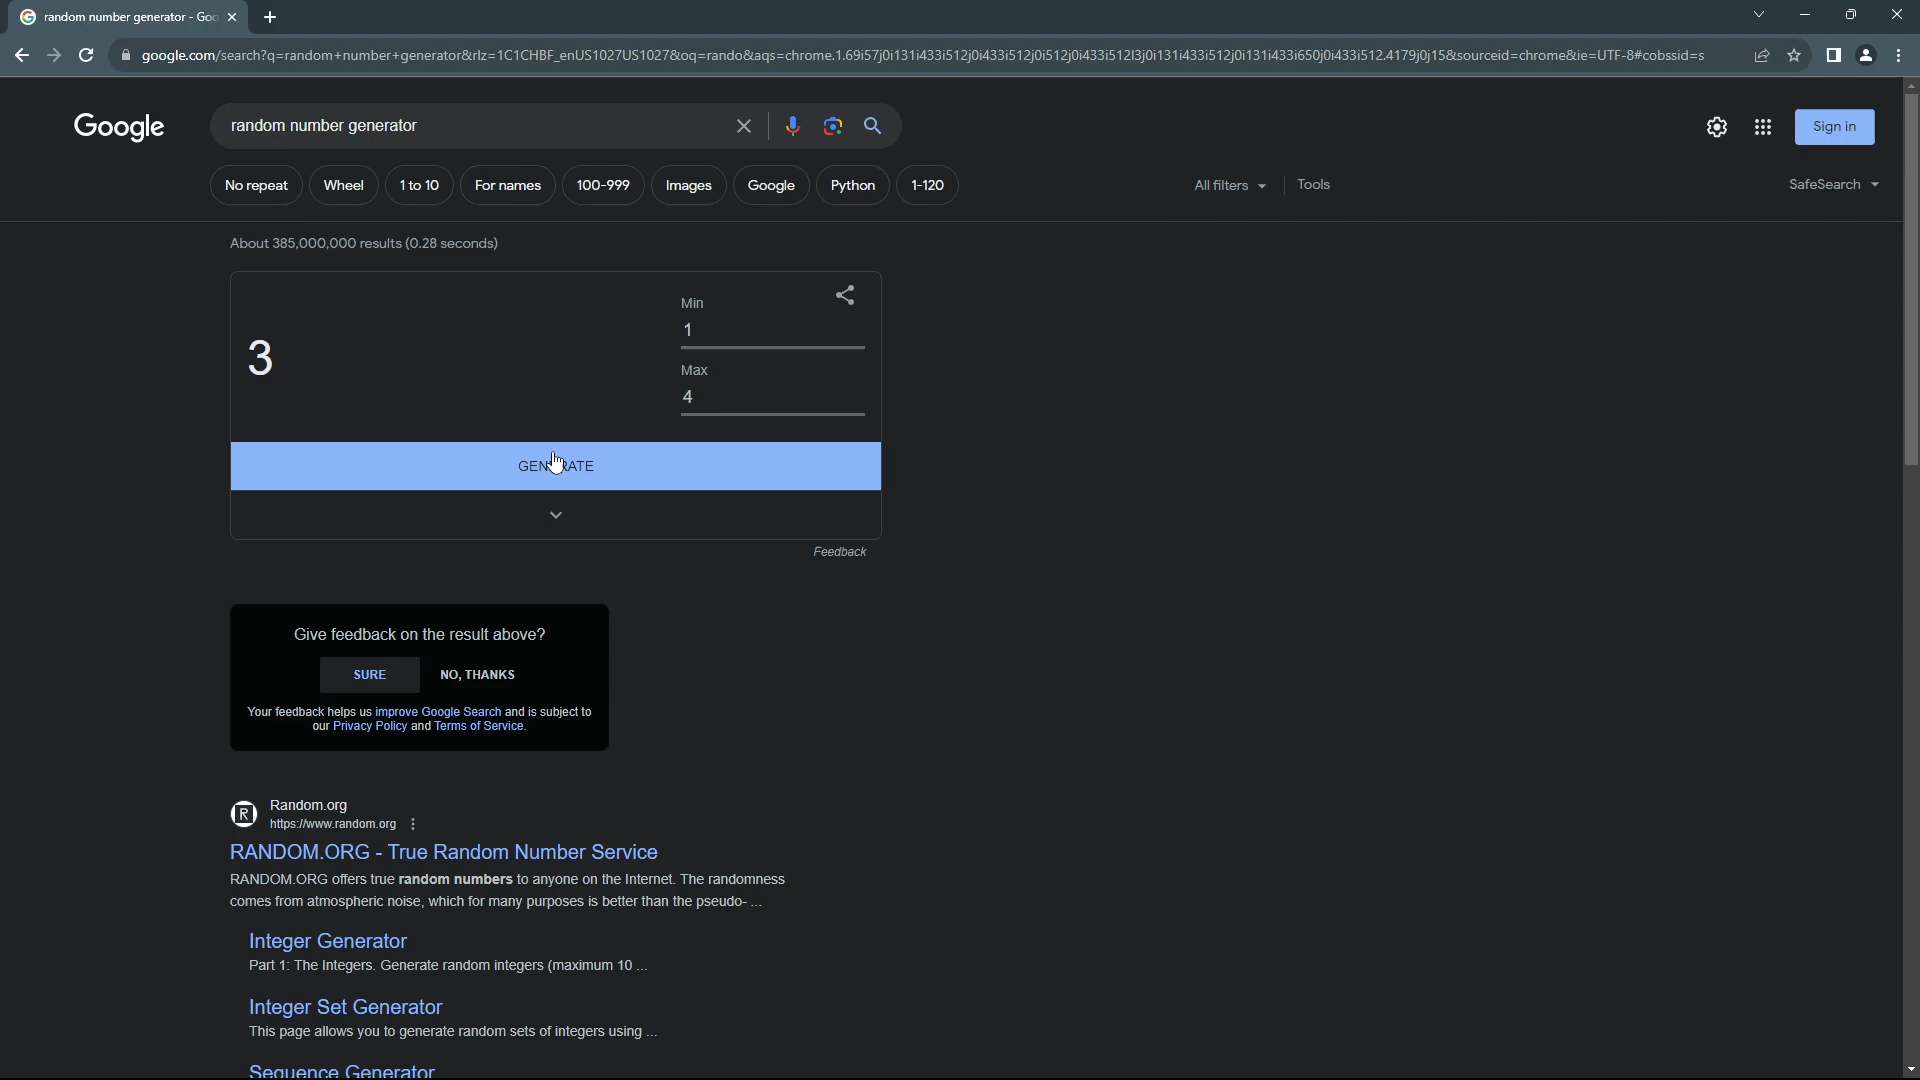 random number generator - Goo
google.com/search?q=random+number+generator&rlz=1C1CHBF_enUS1027US1027&oq=rando&aqs=chrome.1.69i57j0i131i433i512j0i433i512j0i512j0i433i512l3j0i131i433i512j0i131i433i650j0i433i512.4179j0j15&sourceid=chrome&ie=UTF-8#cobssid=s
Google
random number generator
Sign in
No repeat
Wheel
1 to 10
For names
100-999
Images
Google
Python
1-120
All filters
Tools
SafeSearch
About 385,000,000 results (0.28 seconds)
3
Min
1
Max
4
GENERATE
Feedback
Give feedback on the result above?
SURE
NO, THANKS
Your feedback helps us improve Google Search and is subject to
our Privacy Policy and Terms of Service.
R
Random.org
https://www.random.org
RANDOM.ORG - True Random Number Service
RANDOM.ORG offers true random numbers to anyone on the Internet. The randomness
comes from atmospheric noise, which for many purposes is better than the pseudo- ...
Integer Generator
Part 1: The Integers. Generate random integers (maximum 10 ...
Integer Set Generator
This page allows you to generate random sets of integers using ...
Sequence Generator